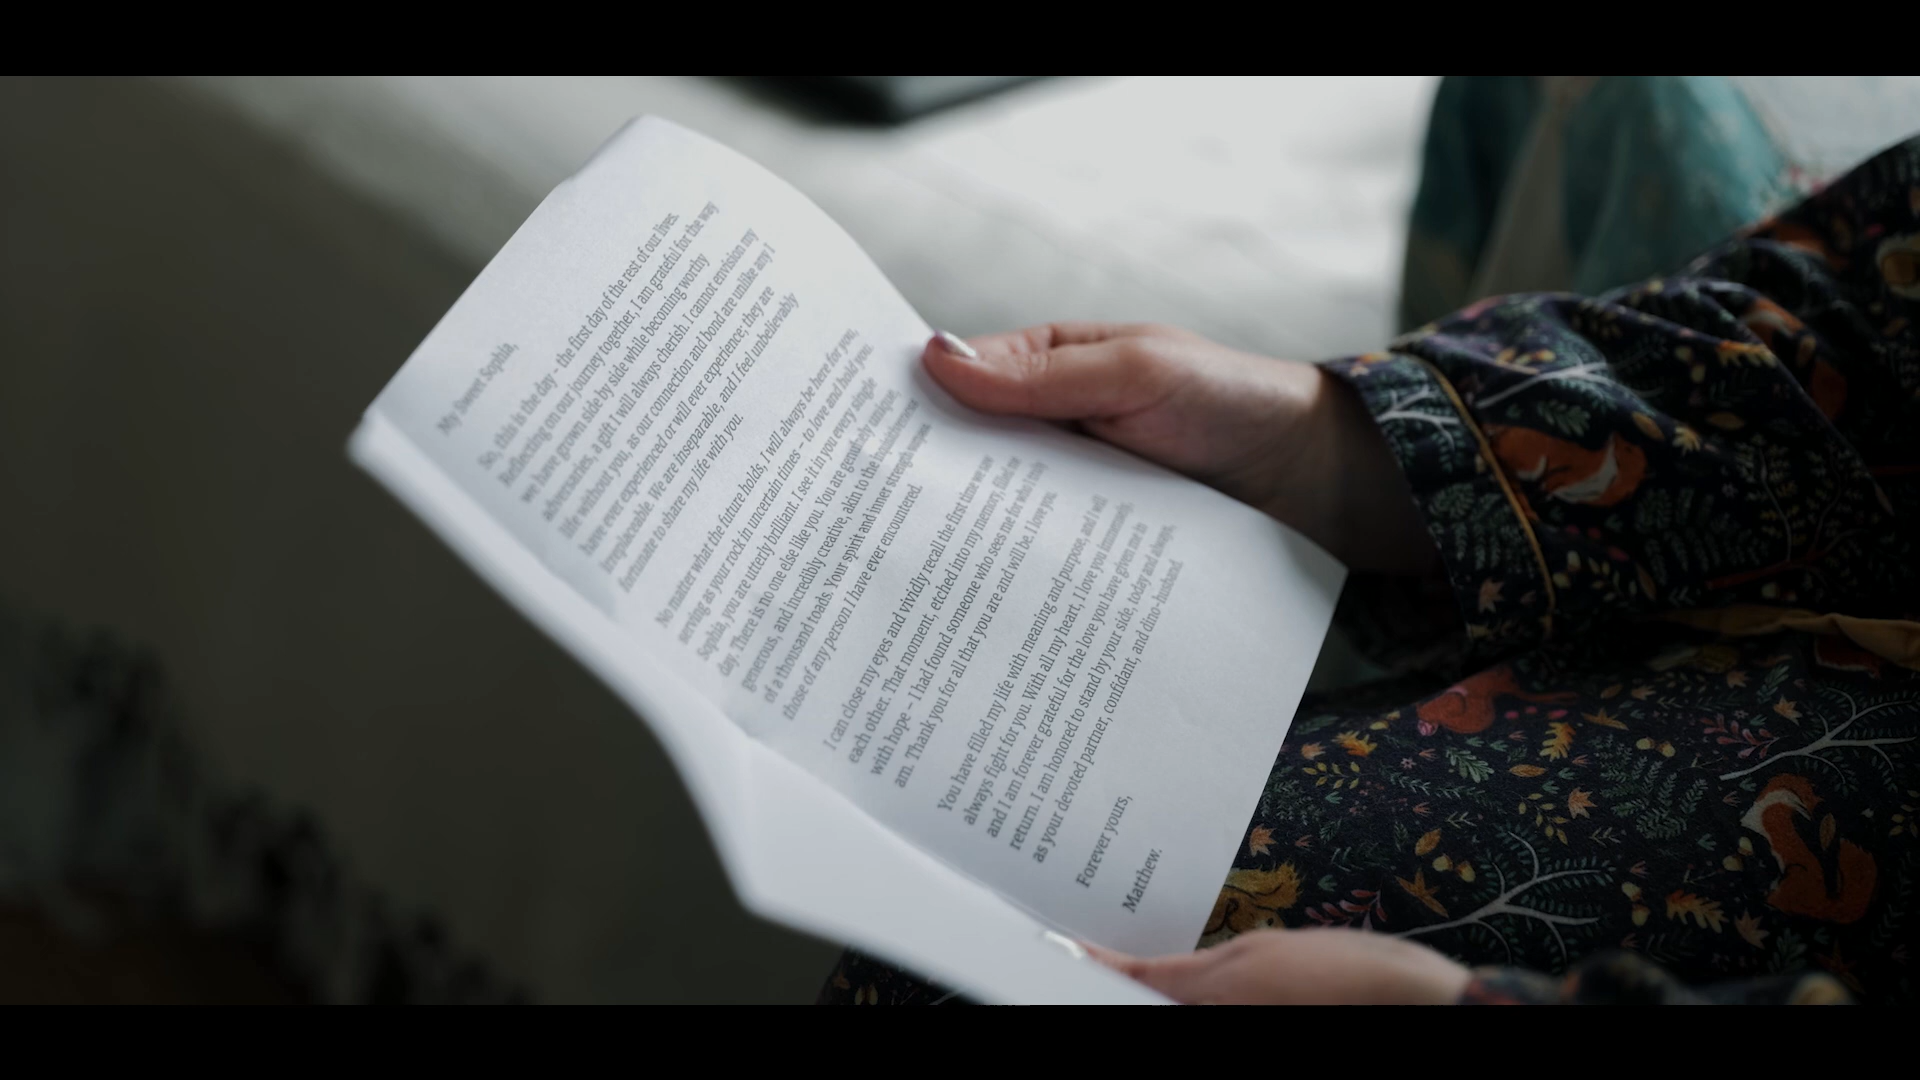 My Sweet Sophia,
So, this is the day - the first day of the rest of our lives.
Reflecting on our journey together, I am grateful for the way
we have grown side by side while becoming worthy
adversaries, a gift I will always cherish. I cannot envision my
life without you, as our connection and bond are unlike any I
have ever experienced or will ever experience; they are
irreplaceable. We are inseparable, and I feel unbelievably
fortunate to share my life with you.
No matter what the future holds, I will always be here for you,
serving as your rock in uncertain times – to love and hold you.
Sophia, you are utterly brilliant. I see it in you every single
day. There is no one else like you. You are genuinely unique,
generous, and incredibly creative, akin to the
of a thousand toads. Your spirit and inner strength
those of any person I have ever encountered.
I can close my eyes and vividly recall the first time we saw
each other. That moment, etched into my memory, filled me
with hope – I had found someone who sees me for who I truly
am. Thank you for all that you are and will be. I love you.
You have filled my life with meaning and purpose, and I will
always fight for you. With all my heart, I love you immensely,
and I am forever grateful for the love you have given me in
return. I am honored to stand by your side, today and always,
as your devoted partner, confidant, and dino-husband.
Forever yours,
Matthew.